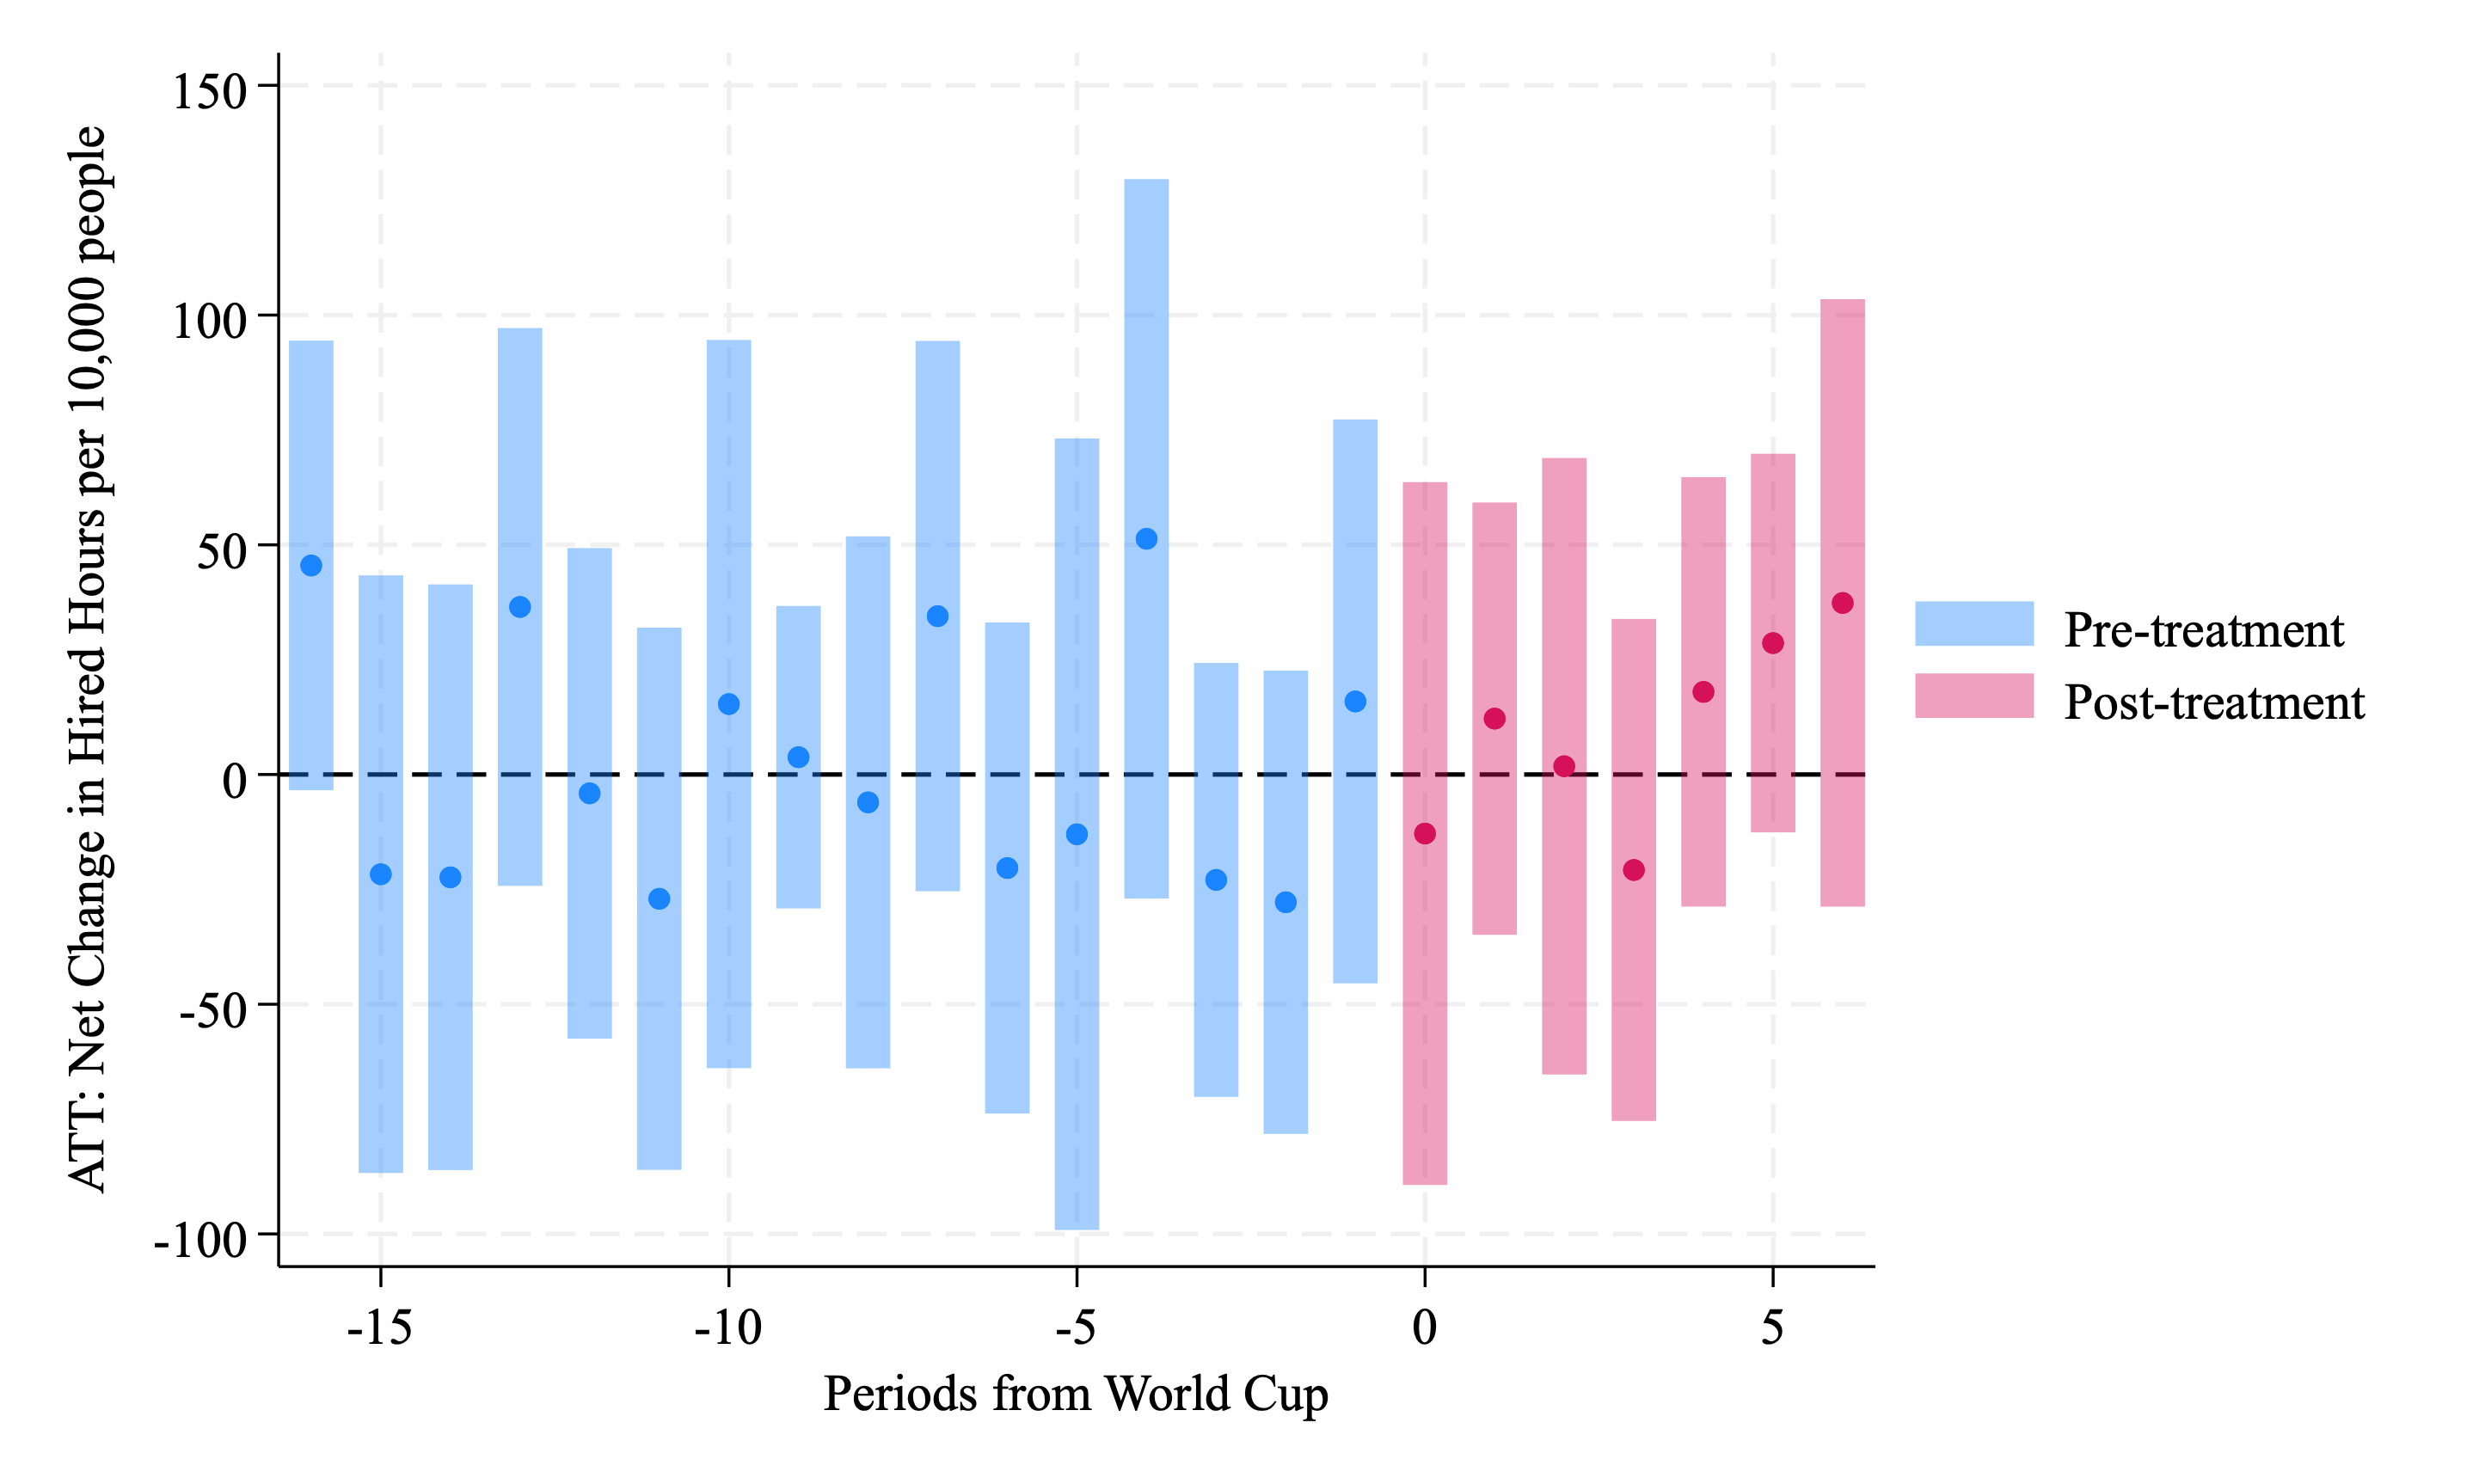 ATT: Net Change in Hired Hours per 10,000 people
150
100
50
0
-50
-100
-15
-10
-5
0
5
Periods from World Cup
Pre-treatment
Post-treatment